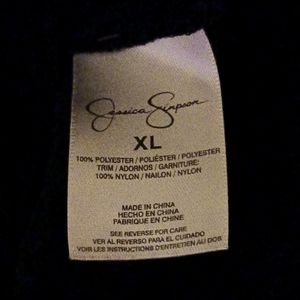 Jessica Simpson
XL
100% POLYESTER / POLIÉSTER / POLYESTER
TRIM / ADORNOS / GARNITURE:
100% NYLON / NAILON / NYLON
MADE IN CHINA
HECHO EN CHINA
FABRIQUE EN CHINE
SEE REVERSE FOR CARE
VER AL REVERSO PARA EL CUIDADO
VOIR LES INSTRUCTIONS D'ENTRETIEN AU DOS